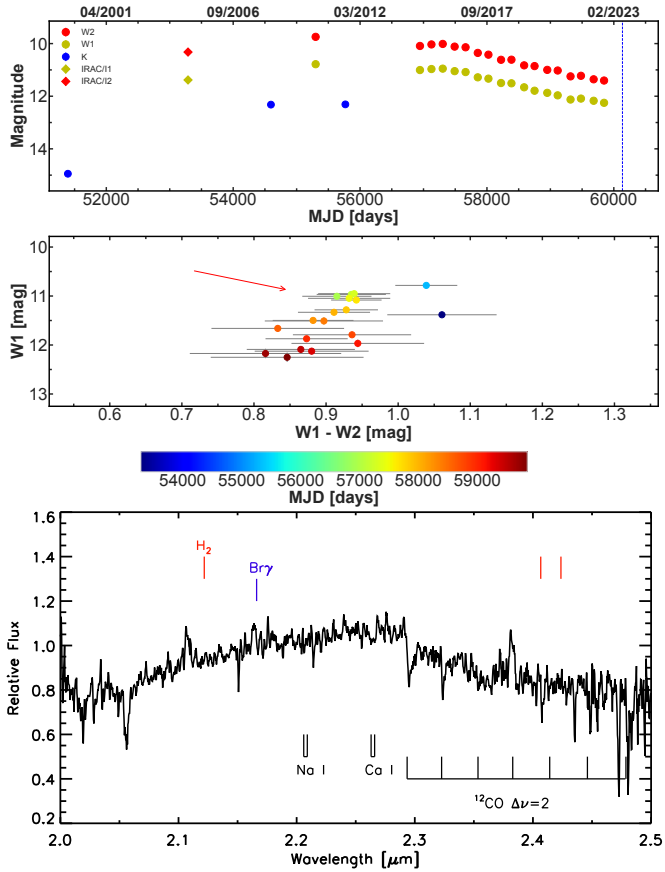 04/2001 09/2006 03/2012 09/2017 02/2023
W2
W1
K
IRAC/I1
IRAC/I2
Magnitude
10
12
15
52000 54000 56000 58000 60000
MJD [days]
W1 [mag]
10
11
12
13
0.6 0.7 0.8 0.9 1.0 1.1 1.2 1.3
W1 - W2 [mag]
54000 55000 56000 57000 58000 59000
MJD [days]
Relative Flux
1.6
1.4
1.2
1.0
0.8
0.6
0.4
0.2
H₂
Brγ
Na I
Ca I
¹²CO Δν=2
2.0 2.1 2.2 2.3 2.4 2.5
Wavelength [μm]